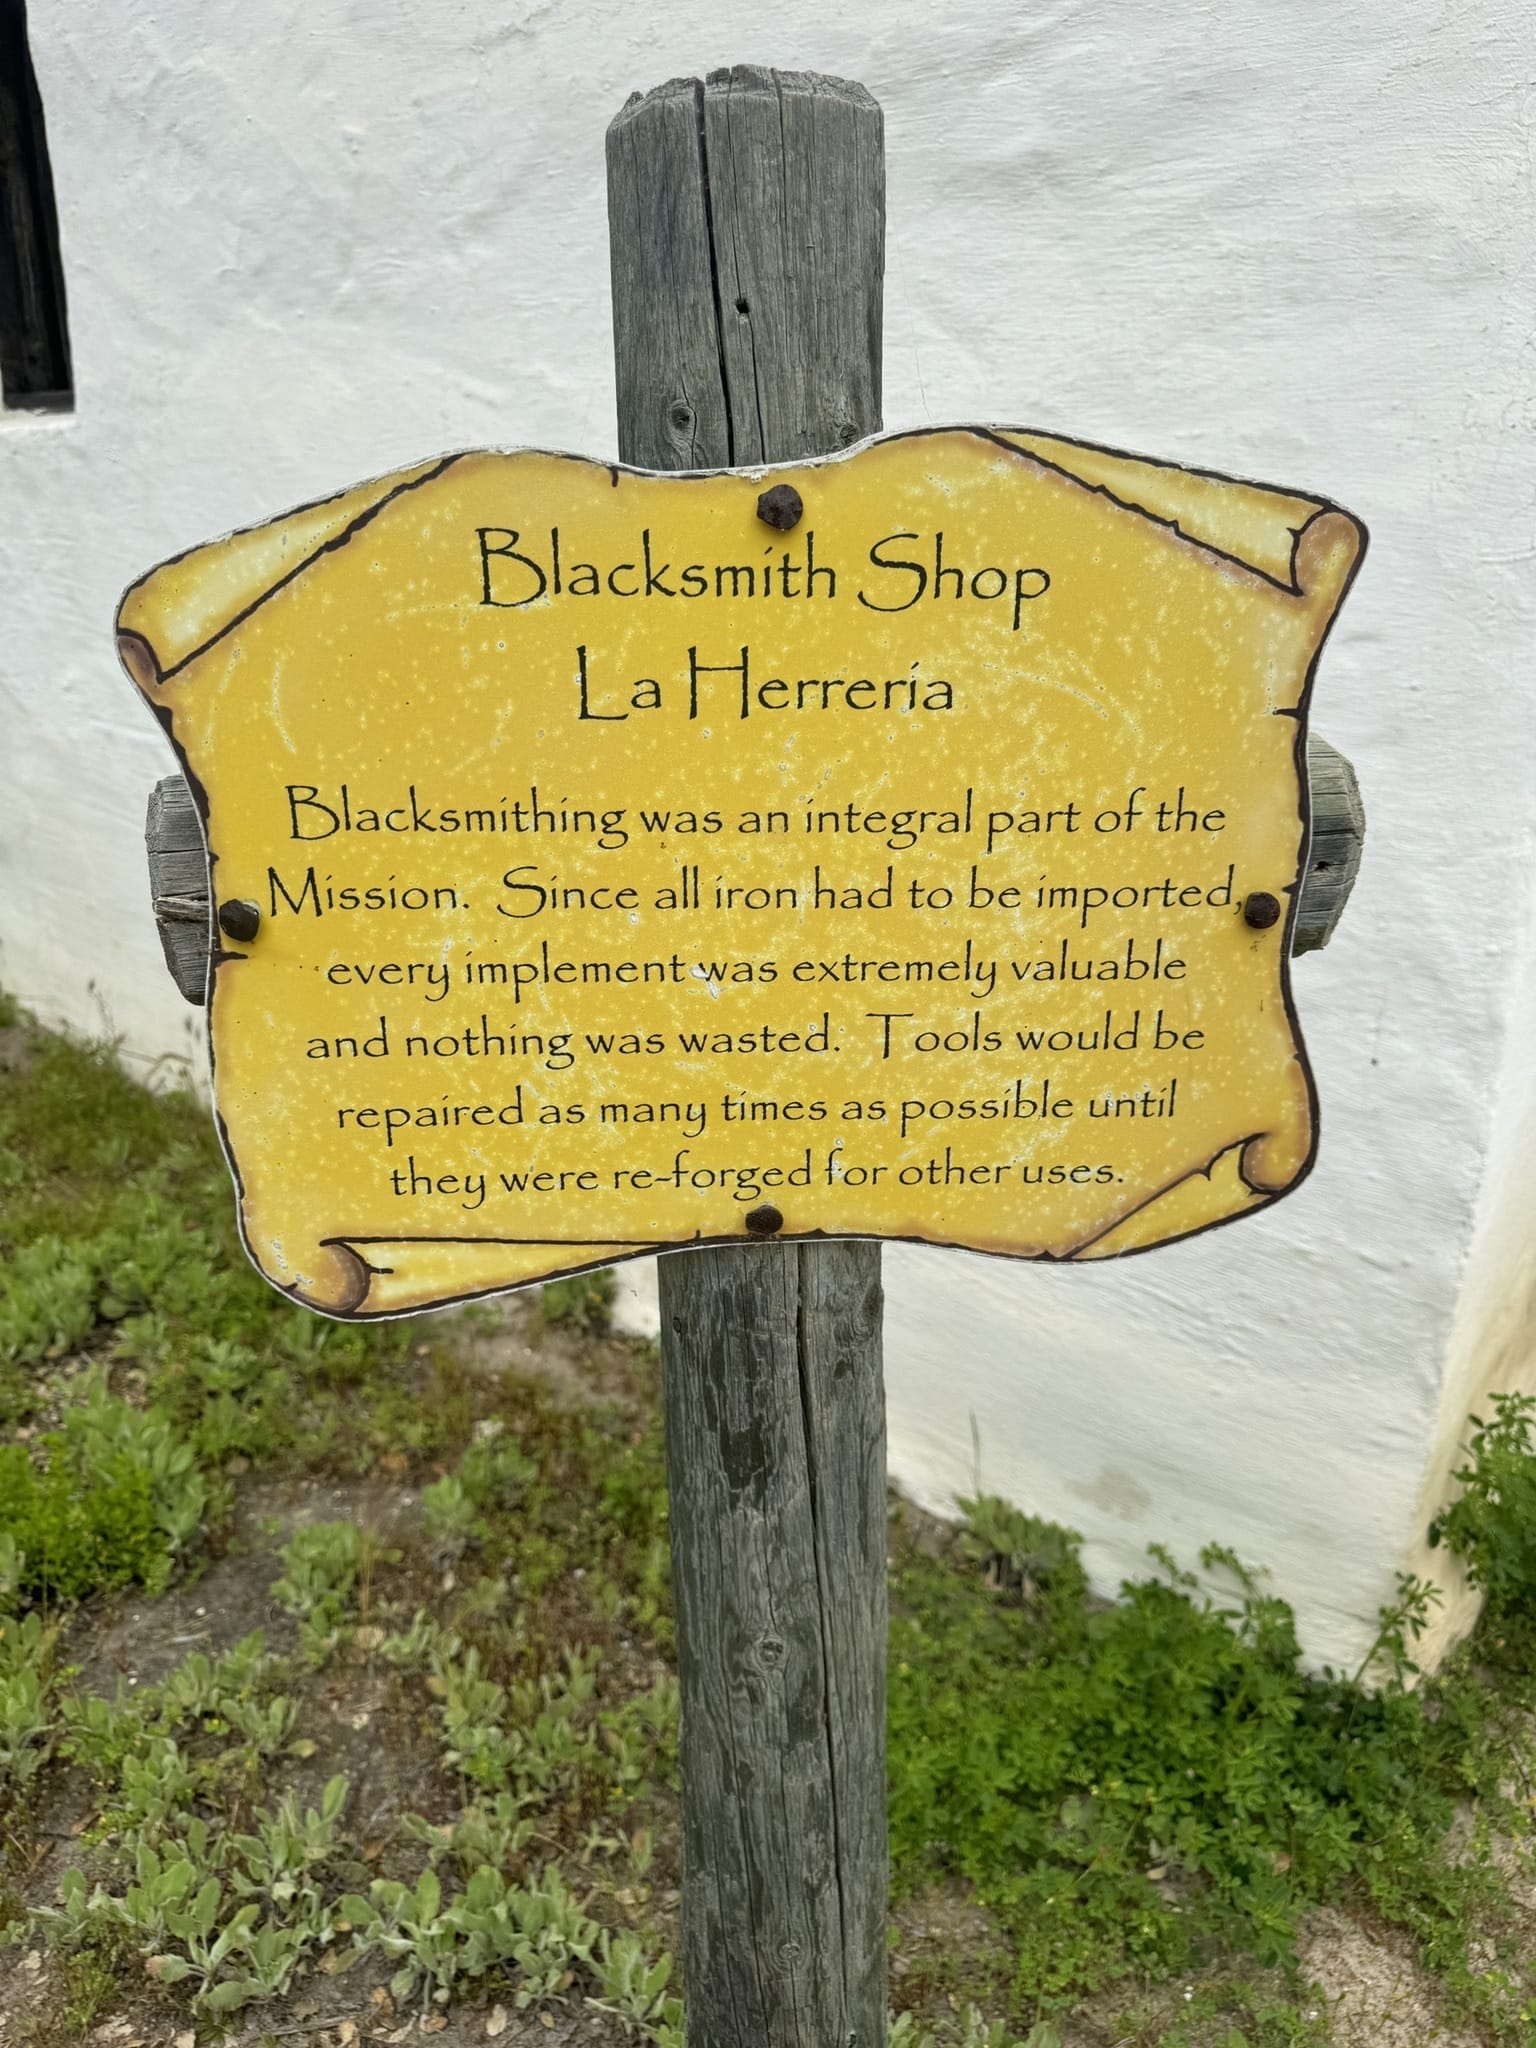 Blacksmith Shop
La Herreria
Blacksmithing was an integral part of the
Mission. Since all iron had to be imported,
every implement was extremely valuable
and nothing was wasted. Tools would be
repaired as many times as possible until
they were re-forged for other uses.